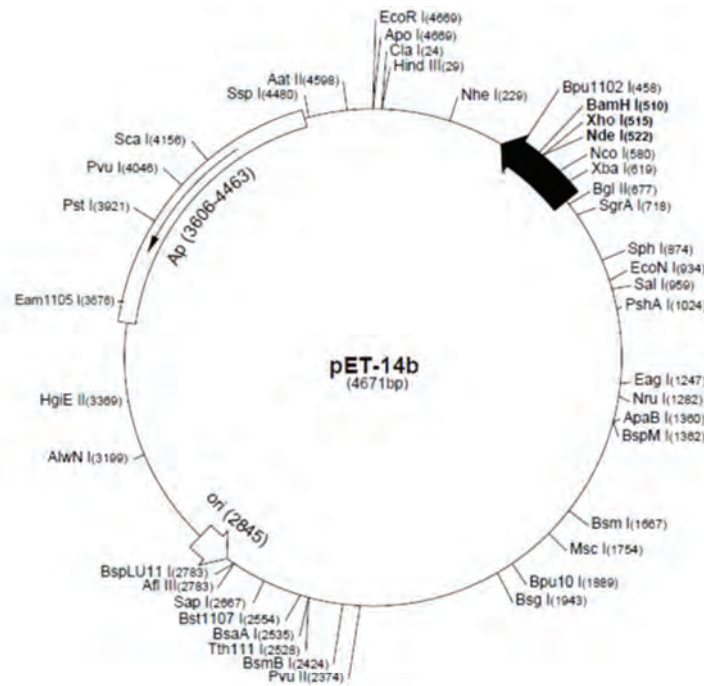 EcoR I(4669)
Apo I(4669)
Cla I(24)
Hind III(29)
Aat II(4598)
Ssp I(4480)
Sca I(4156)
Pvu I(4046)
Pst I(3921)
Ap (3606-4463)
Eam1105 I(3676)
HgiE II(3369)
AlwN I(3199)
ori (2845)
BspLU11 I(2783)
Afl III(2783)
Sap I(2667)
Bst1107 I(2554)
BsaA I(2535)
Tth111 I(2528)
BsmB I(2424)
Pvu II(2374)
Nhe I(229)
Bpu1102 I(458)
BamH I(510)
Xho I(515)
Nde I(522)
Nco I(580)
Xba I(619)
Bgl II(677)
SgrA I(718)
Sph I(874)
EcoN I(934)
Sal I(959)
PshA I(1024)
Eag I(1247)
Nru I(1282)
ApaB I(1360)
BspM I(1362)
Bsm I(1667)
Msc I(1754)
Bpu10 I(1889)
Bsg I(1943)
pET-14b
(4671bp)